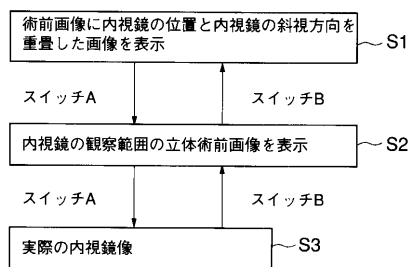 術前画像に内視鏡の位置と内視鏡の斜視方向を
重畳した画像を表示
S1
スイッチA
スイッチB
内視鏡の観察範囲の立体術前画像を表示
S2
スイッチA
スイッチB
実際の内視鏡像
S3